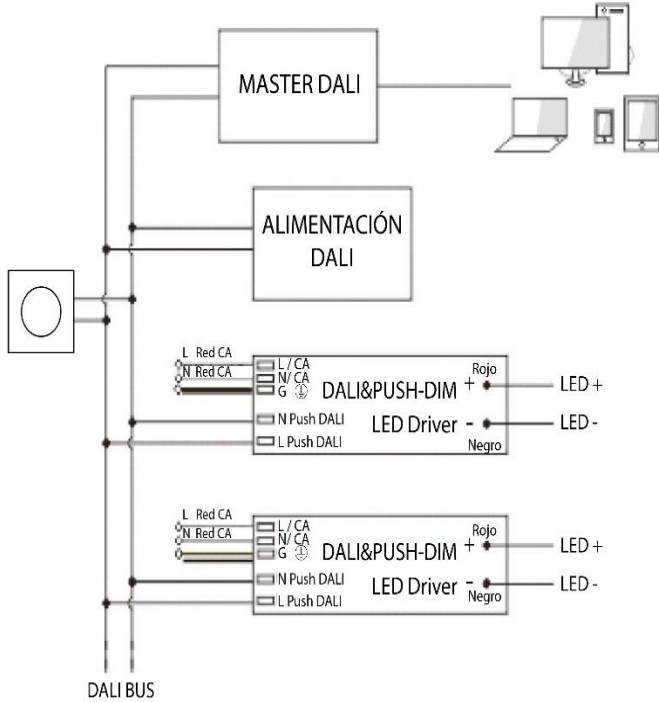 MASTER DALI
ALIMENTACIÓN
DALI
L Red CA
N Red CA
L / CA
N/ CA
G
N Push DALI
L Push DALI
DALI&PUSH-DIM
LED Driver
Rojo
+
-
Negro
LED +
LED -
L Red CA
N Red CA
L / CA
N/ CA
G
N Push DALI
L Push DALI
DALI&PUSH-DIM
LED Driver
Rojo
+
-
Negro
LED +
LED -
DALI BUS